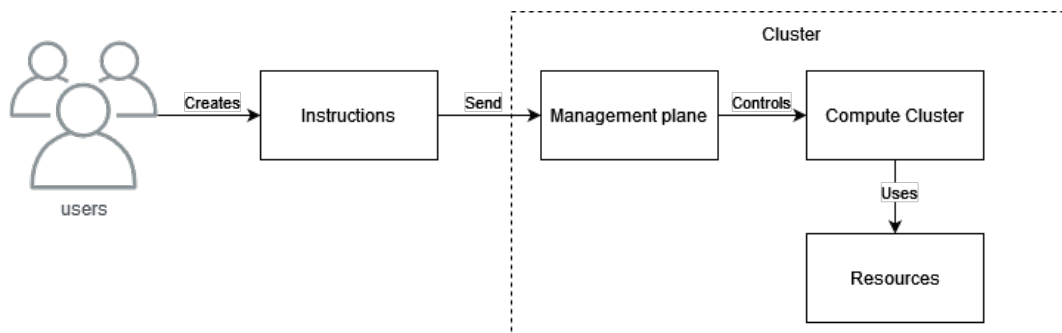 Cluster
users
Creates
Instructions
Send
Management plane
Controls
Compute Cluster
Uses
Resources